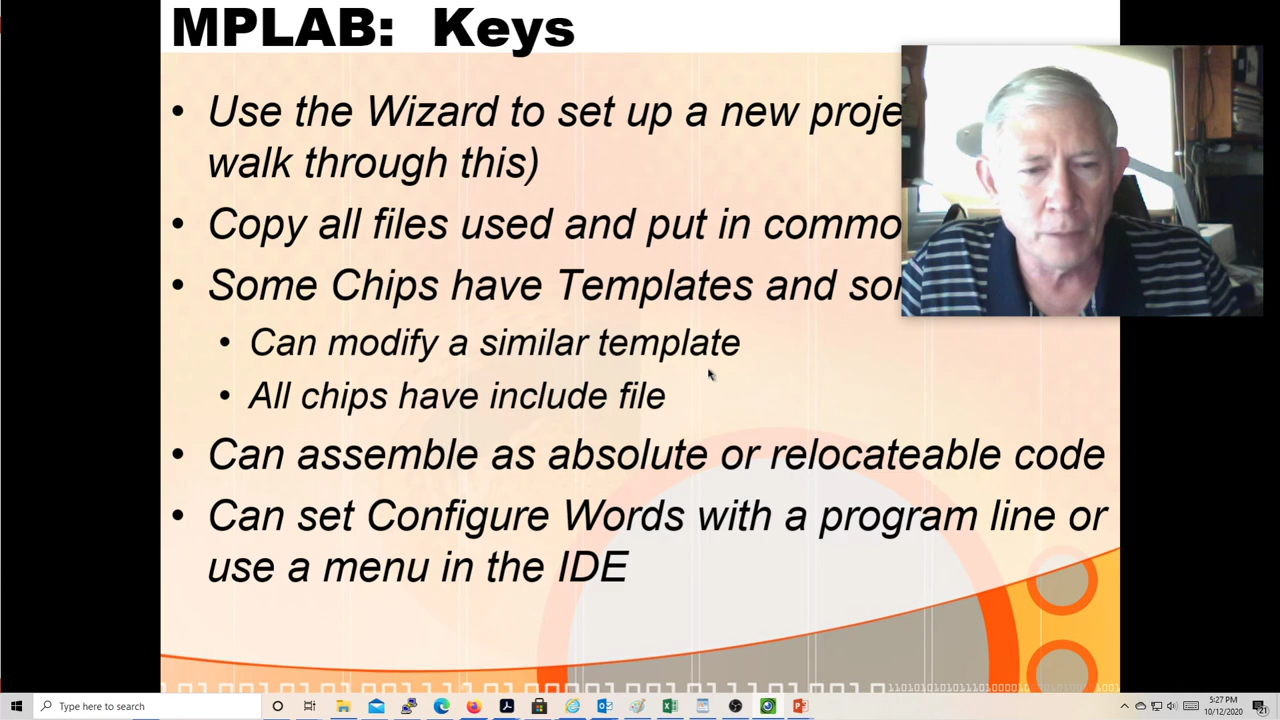 MPLAB: Keys
• Use the Wizard to set up a new
walk through this)
• Copy all files used and put in
• Some Chips have Templates and
• Can modify a similar template
• All chips have include file
• Can assemble as absolute or relocateable code
• Can set Configure Words with a program line or
use a menu in the IDE
Type here to search
5:27 PM
10/12/2020
21